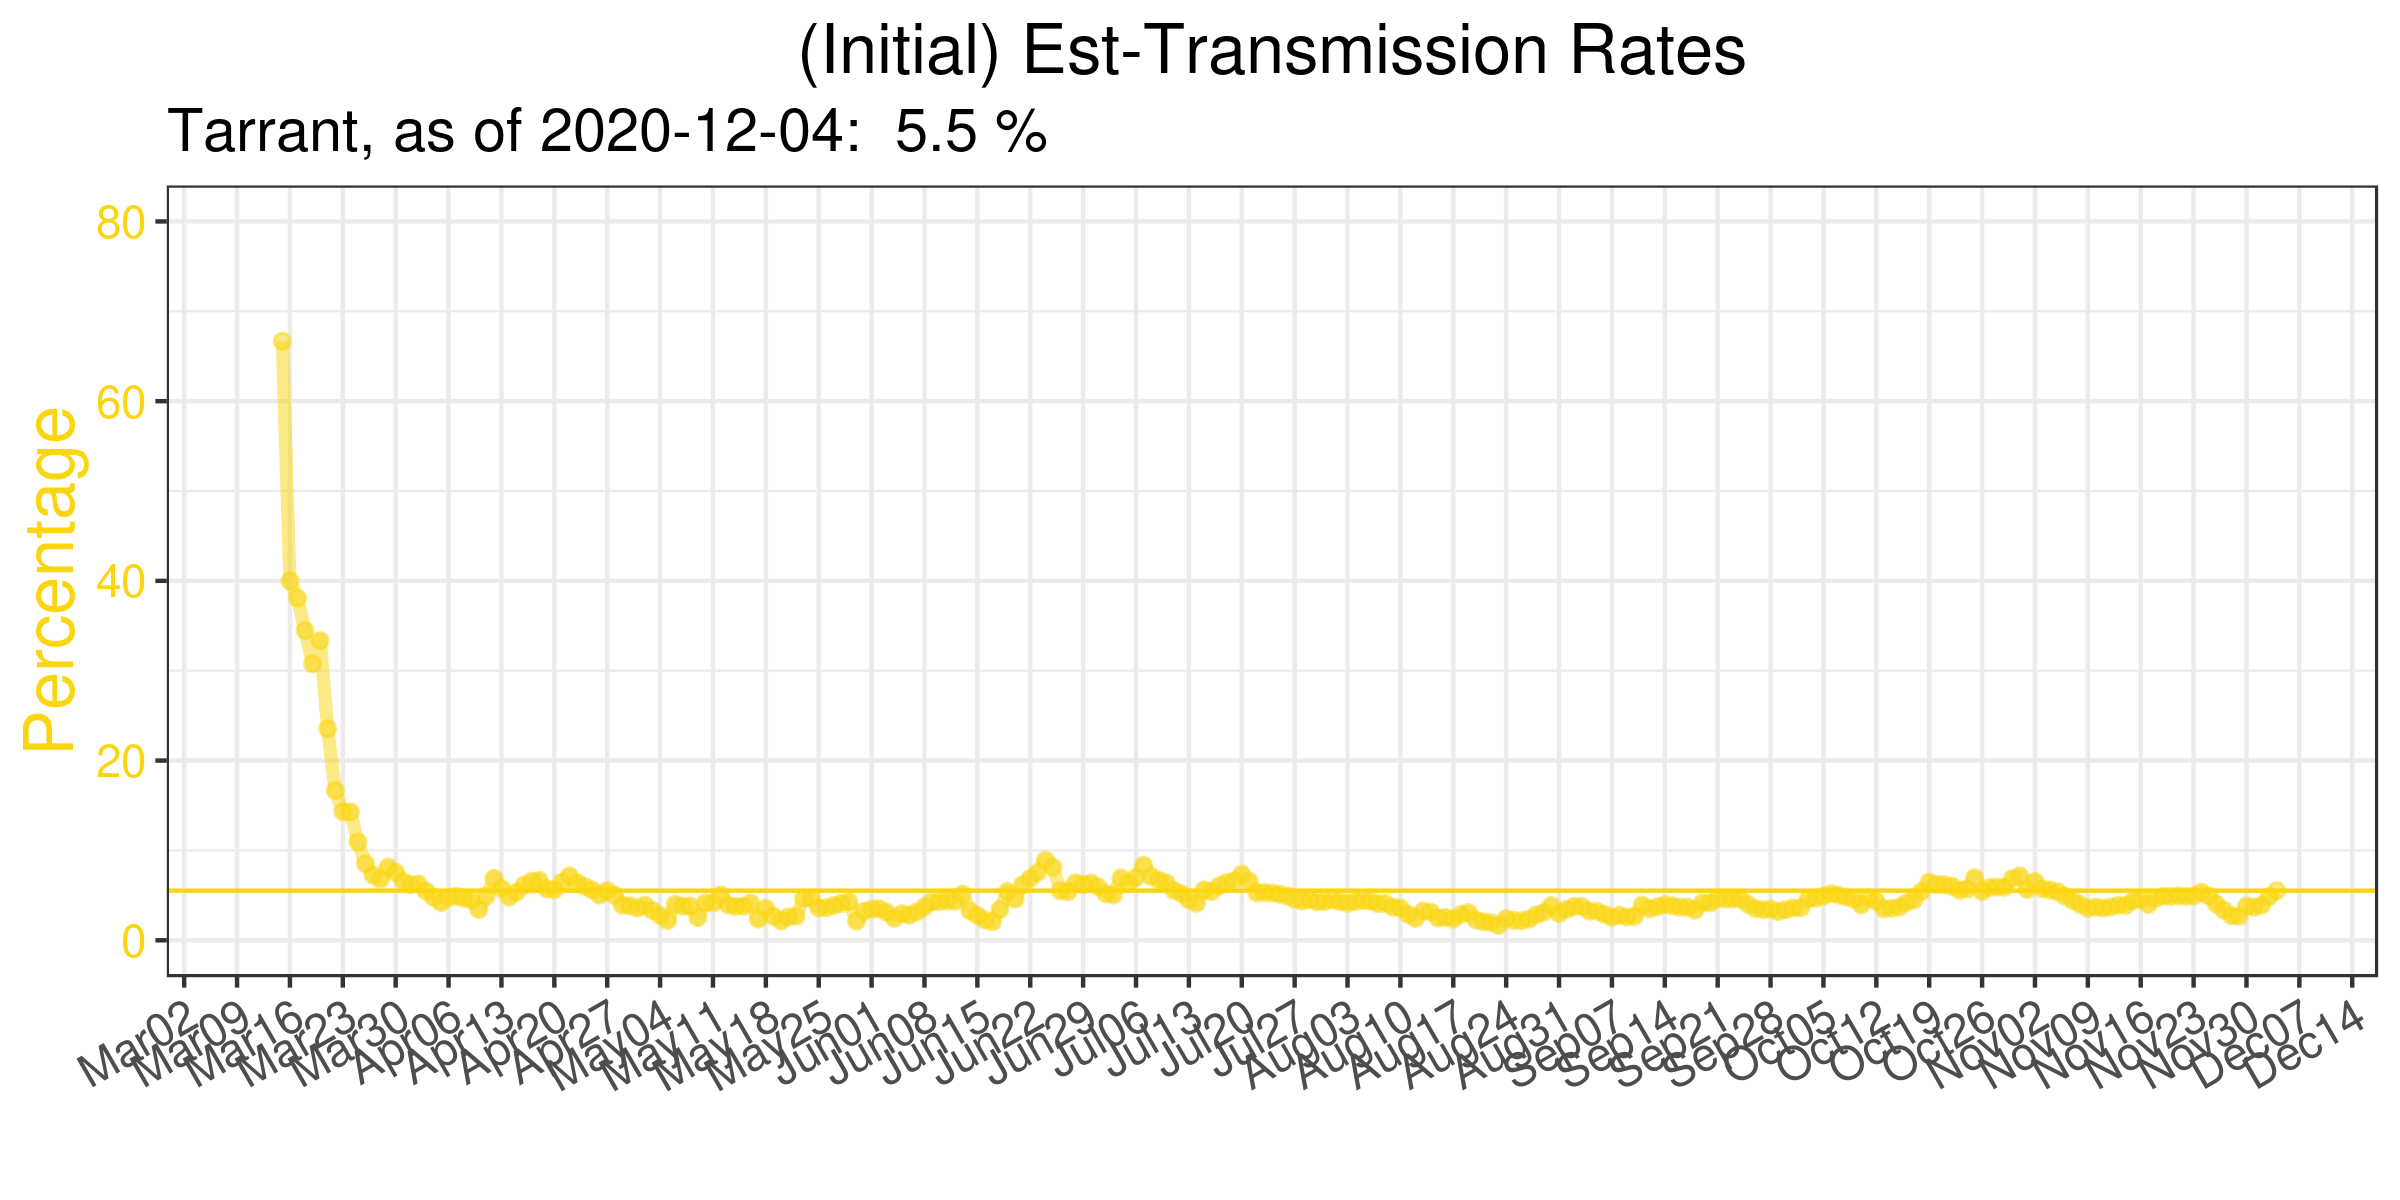 (Initial) Est-Transmission Rates
Tarrant, as of 2020-12-04:  5.5 %
Percentage
80
60
40
20
0
Mar02
Mar09
Mar16
Mar23
Mar30
Apr06
Apr13
Apr20
Apr27
May04
May11
May18
May25
Jun01
Jun08
Jun15
Jun22
Jun29
Jul06
Jul13
Jul20
Jul27
Aug03
Aug10
Aug17
Aug24
Aug31
Sep07
Sep14
Sep21
Sep28
Oct05
Oct12
Oct19
Oct26
Nov02
Nov09
Nov16
Nov23
Nov30
Dec07
Dec14